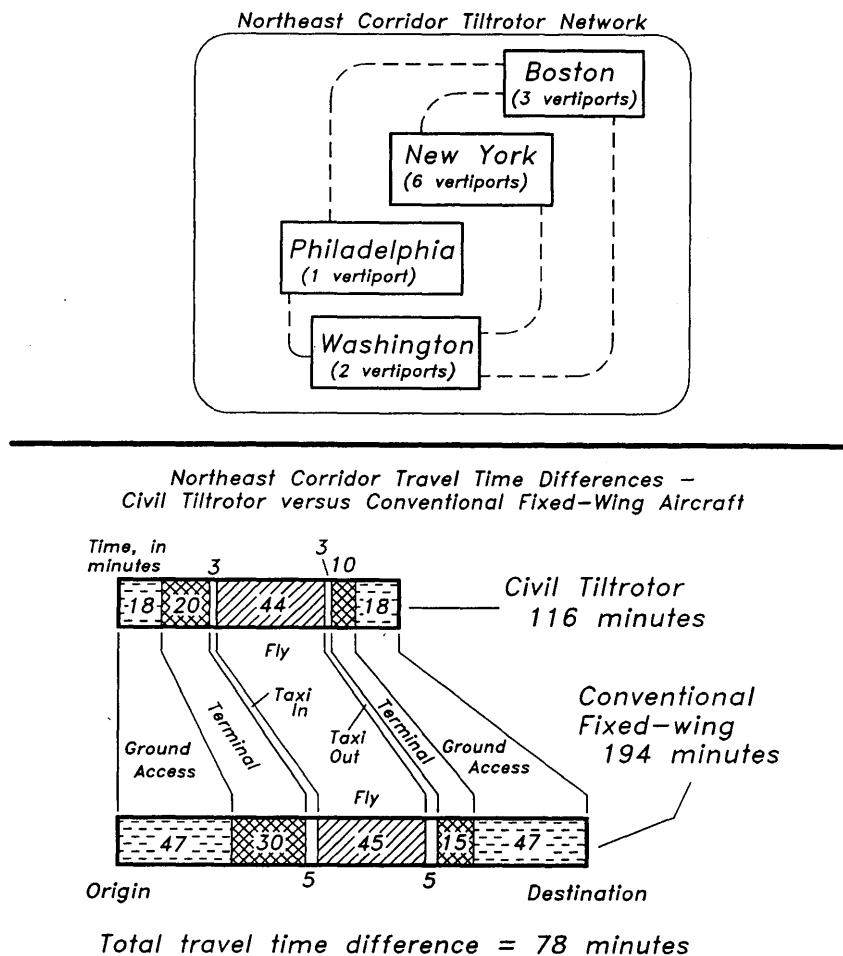 Northeast Corridor Tiltrotor Network
Boston
(3 vertiports)
New York
(6 vertiports)
Philadelphia
(1 vertiport)
Washington
(2 vertiports)
Northeast Corridor Travel Time Differences –
Civil Tiltrotor versus Conventional Fixed–Wing Aircraft
Time, in
minutes
3
3
10
18
20
44
18
Civil Tiltrotor
116 minutes
Fly
Taxi
In
Terminal
Ground
Access
Taxi
Out
Terminal
Ground
Access
Conventional
Fixed–wing
194 minutes
Fly
47
30
45
15
47
5
5
Origin
Destination
Total travel time difference = 78 minutes